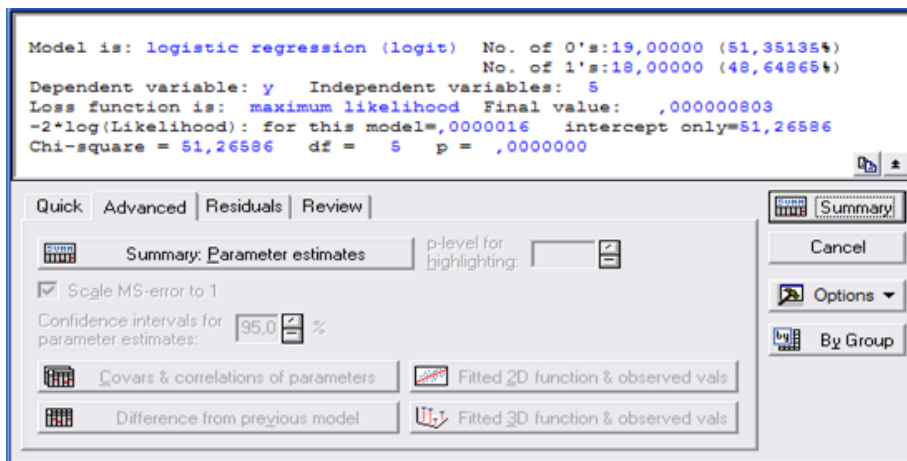 Model is: logistic regression (logit) No. of 0's:19,00000 (51,35135%)
No. of 1's:18,00000 (48,64865%)
Dependent variable: y Independent variables: 5
Loss function is: maximum likelihood Final value: ,000000803
-2*log(Likelihood): for this model=,0000016 intercept only=51,26586
Chi-square = 51,26586 df = 5 p = ,0000000
Quick Advanced Residuals Review
Summary
Summary: Parameter estimates
p-level for
highlighting:
Cancel
Scale MS-error to 1
Options
Confidence intervals for
parameter estimates:
95,0 %
By Group
Covars & correlations of parameters
Fitted 2D function & observed vals
Difference from previous model
Fitted 3D function & observed vals